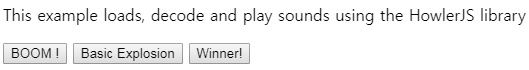 This example loads, decode and play sounds using the HowlerJS library
BOOM ! Basic Explosion Winner!